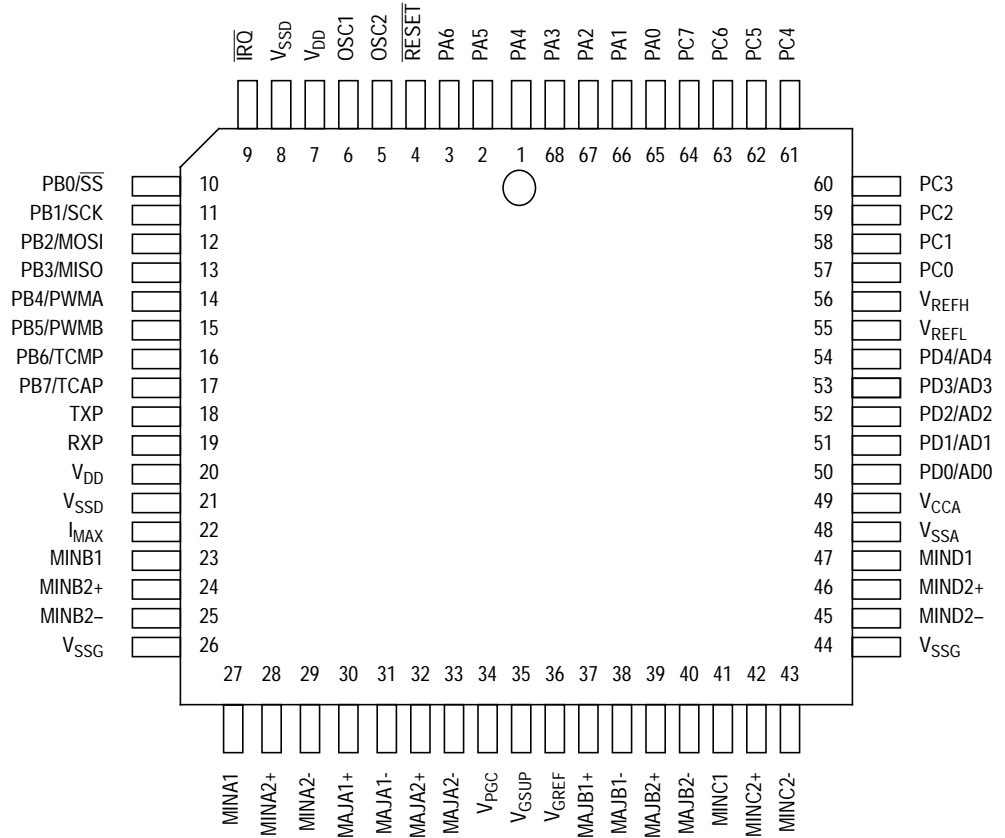 IRQ VSSD VDD OSC1 OSC2 RESET PA6 PA5 PA4 PA3 PA2 PA1 PA0 PC7 PC6 PC5 PC4
9 8 7 6 5 4 3 2 1 68 67 66 65 64 63 62 61
PB0/SS 10 60 PC3
PB1/SCK 11 59 PC2
PB2/MOSI 12 58 PC1
PB3/MISO 13 57 PC0
PB4/PWMA 14 56 VREFH
PB5/PWMB 15 55 VREFL
PB6/TCMP 16 54 PD4/AD4
PB7/TCAP 17 53 PD3/AD3
TXP 18 52 PD2/AD2
RXP 19 51 PD1/AD1
VDD 20 50 PD0/AD0
VSSD 21 49 VCCA
IMAX 22 48 VSSA
MINB1 23 47 MIND1
MINB2+ 24 46 MIND2+
MINB2– 25 45 MIND2–
VSSG 26 44 VSSG
27 28 29 30 31 32 33 34 35 36 37 38 39 40 41 42 43
MINA1 MINA2+ MINA2- MAJA1+ MAJA1- MAJA2+ MAJA2- VPGC VGSUP VGREF MAJB1+ MAJB1- MAJB2+ MAJB2- MINC1 MINC2+ MINC2-